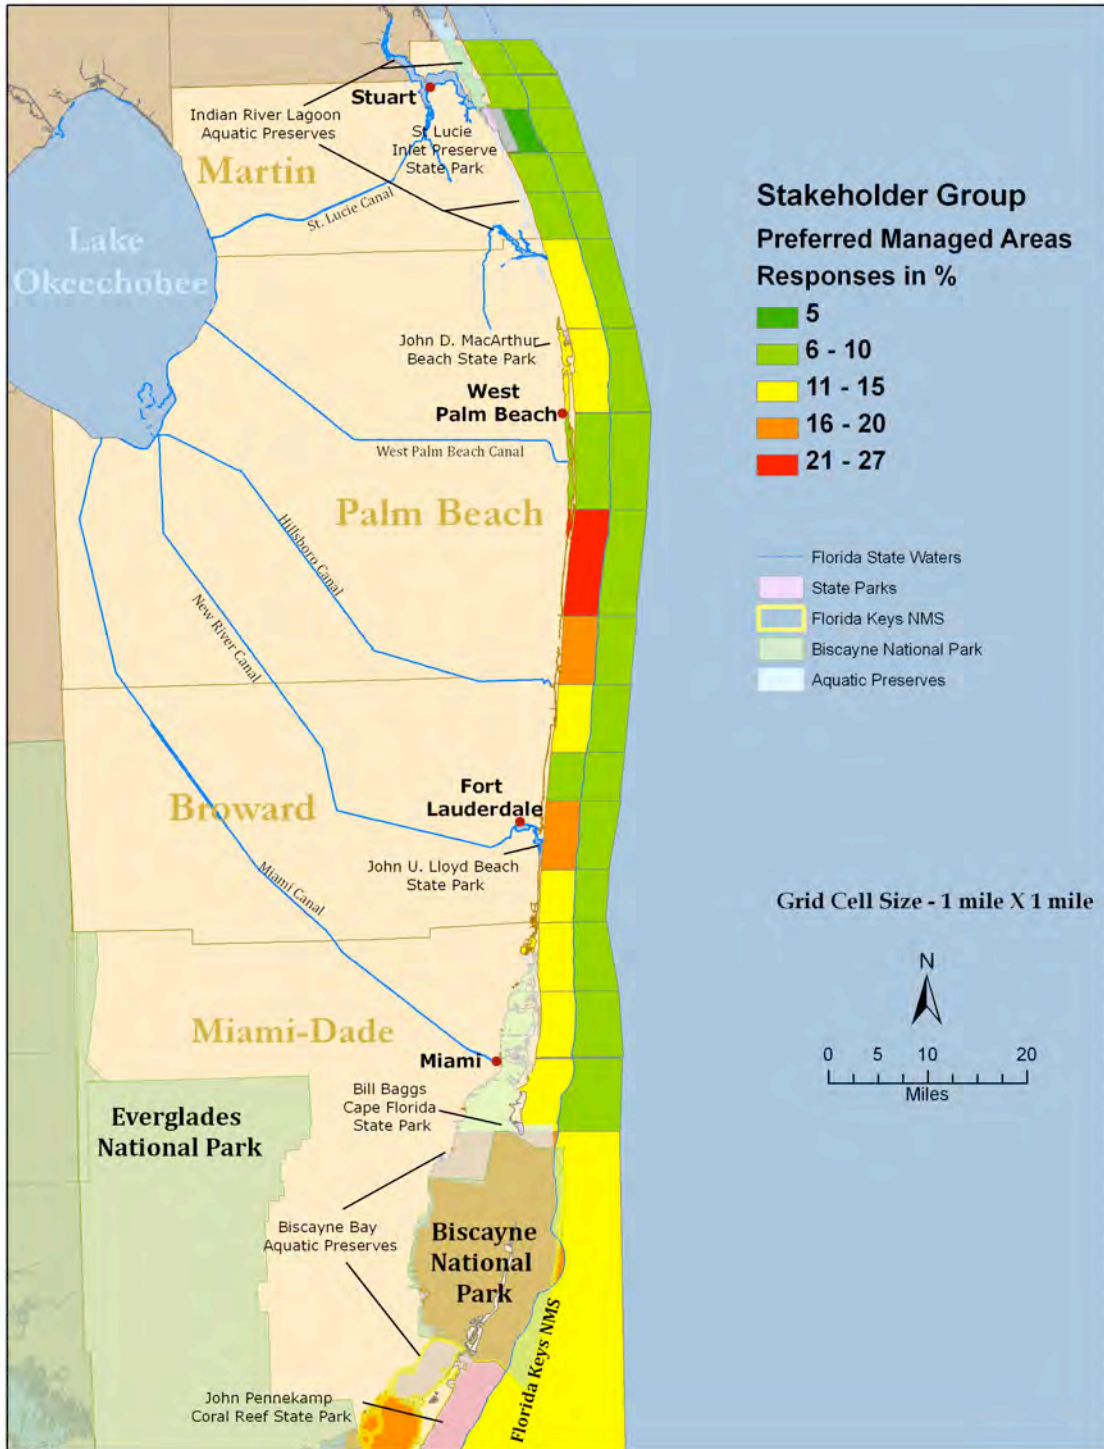 Stuart
Indian River Lagoon
Aquatic Preserves
St Lucie
Inlet Preserve
State Park
Martin
St. Lucie Canal
Lake
Okeechobee
Stakeholder Group
Preferred Managed Areas
Responses in %
5
6 - 10
11 - 15
16 - 20
21 - 27
Florida State Waters
State Parks
Florida Keys NMS
Biscayne National Park
Aquatic Preserves
John D. MacArthur
Beach State Park
West
Palm Beach
West Palm Beach Canal
Palm Beach
Hillsboro Canal
New River Canal
Fort
Lauderdale
Broward
John U. Lloyd Beach
State Park
Miami Canal
Grid Cell Size - 1 mile X 1 mile
N
0 5 10 20
Miles
Miami-Dade
Miami
Bill Baggs
Cape Florida
State Park
Everglades
National Park
Biscayne Bay
Aquatic Preserves
Biscayne
National
Park
Florida Keys NMS
John Pennekamp
Coral Reef State Park